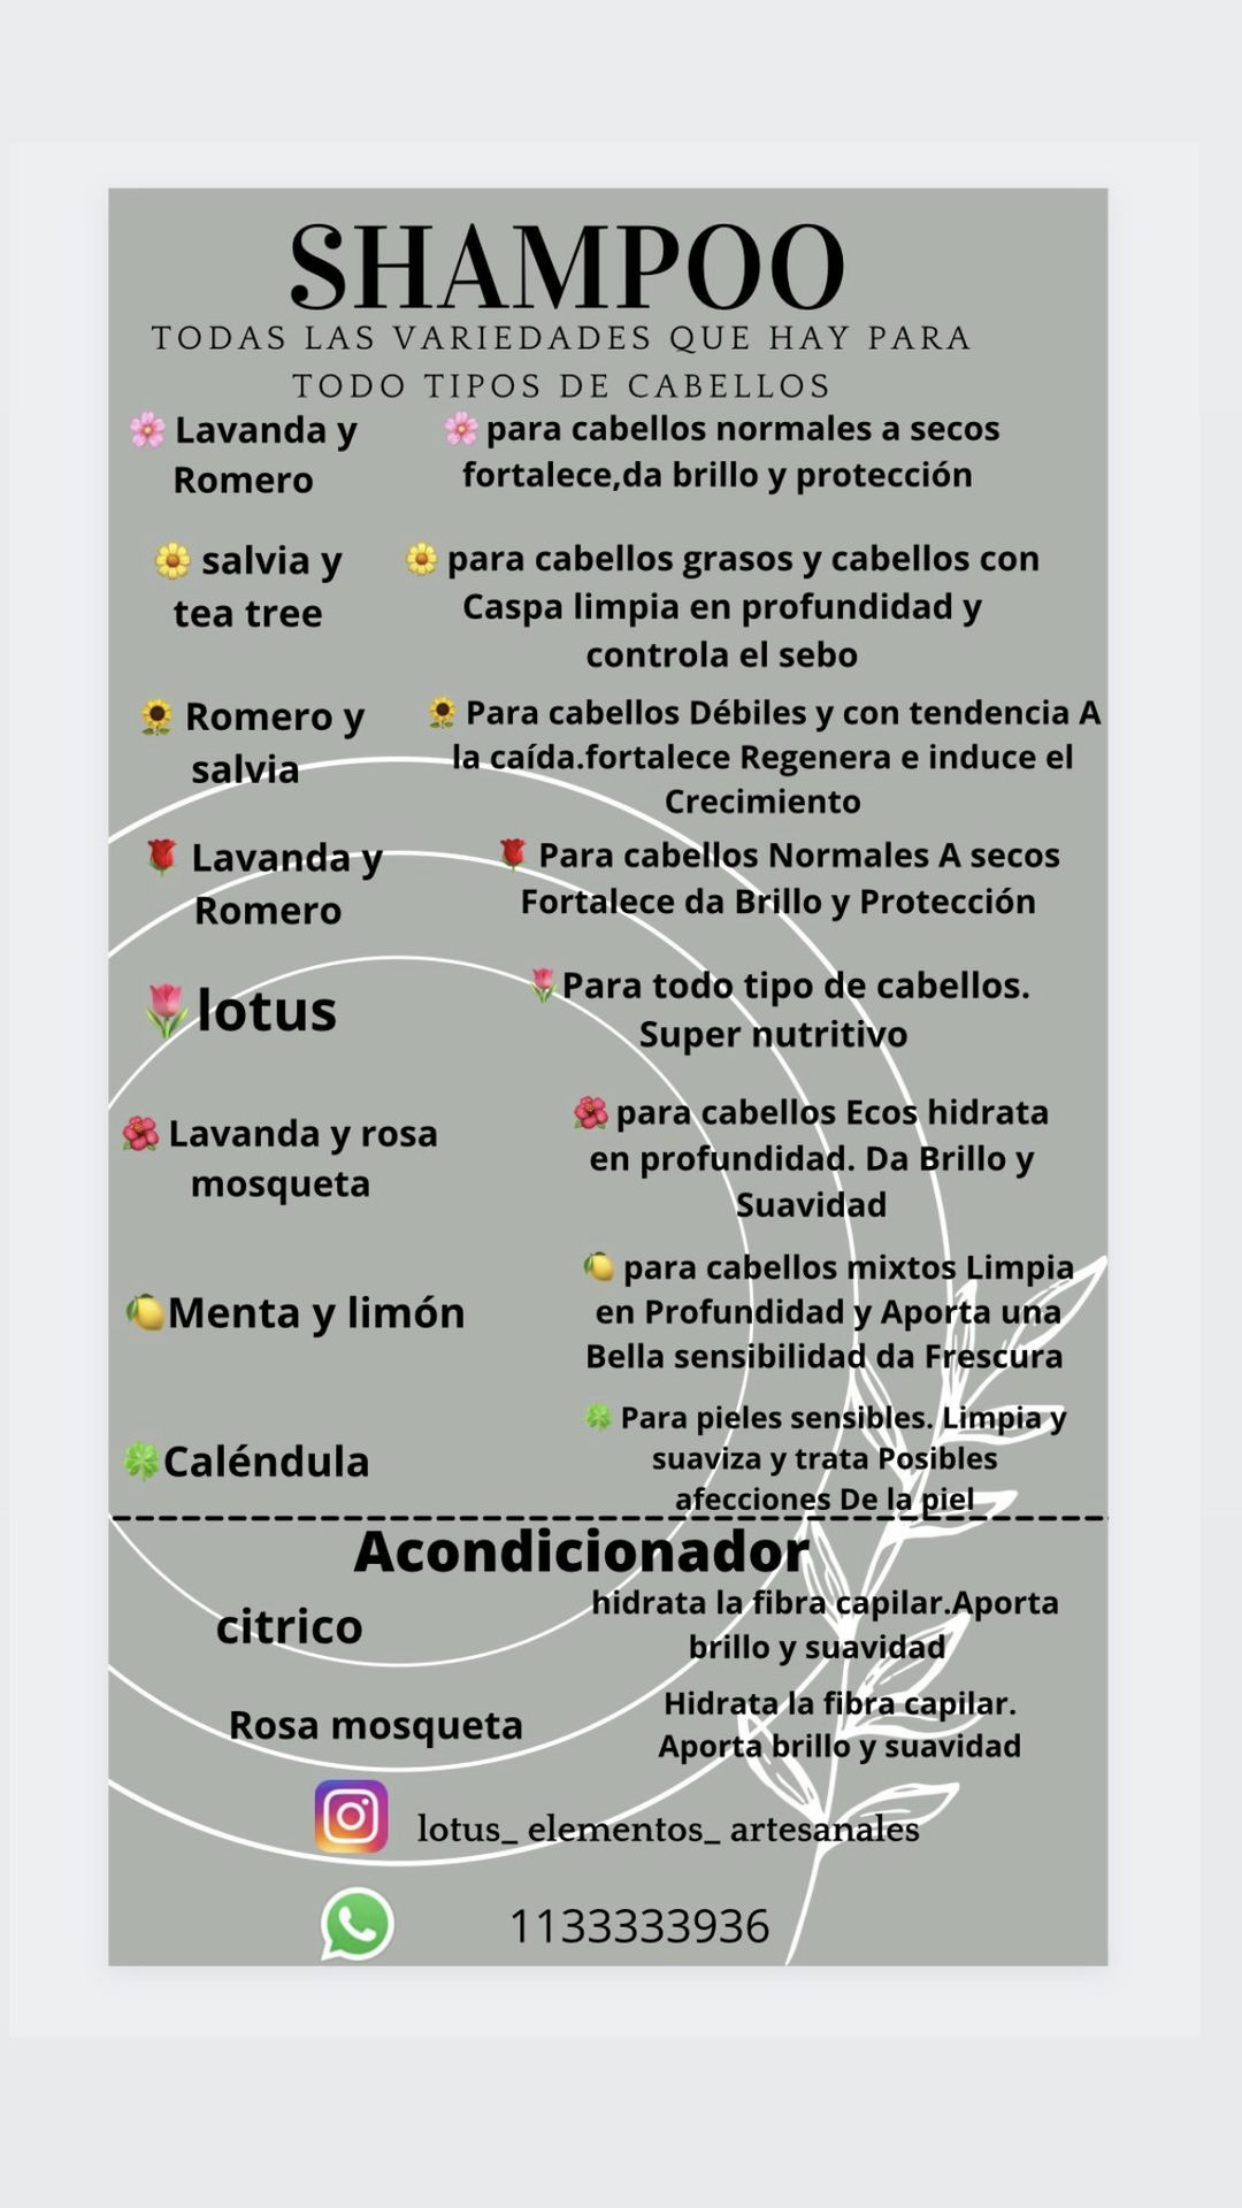 SHAMPOO
TODAS LAS VARIEDADES QUE HAY PARA
TODO TIPOS DE CABELLOS
🌸 Lavanda y
Romero
🌸 para cabellos normales a secos
fortalece,da brillo y protección
🌼 salvia y
tea tree
🌼 para cabellos grasos y cabellos con
Caspa limpia en profundidad y
controla el sebo
🌻 Romero y
salvia
🌻 Para cabellos Débiles y con tendencia A
la caída.fortalece Regenera e induce el
Crecimiento
🌹 Lavanda y
Romero
🌹 Para cabellos Normales A secos
Fortalece da Brillo y Protección
🌷lotus
🌷Para todo tipo de cabellos.
Super nutritivo
🌺 Lavanda y rosa
mosqueta
🌺 para cabellos Ecos hidrata
en profundidad. Da Brillo y
Suavidad
🍋Menta y limón
🍋 para cabellos mixtos Limpia
en Profundidad y Aporta una
Bella sensibilidad da Frescura
🍀Caléndula
🍀 Para pieles sensibles. Limpia y
suaviza y trata Posibles
afecciones De la piel
Acondicionador
citrico
hidrata la fibra capilar.Aporta
brillo y suavidad
Rosa mosqueta
Hidrata la fibra capilar.
Aporta brillo y suavidad
lotus_ elementos_ artesanales
1133333936